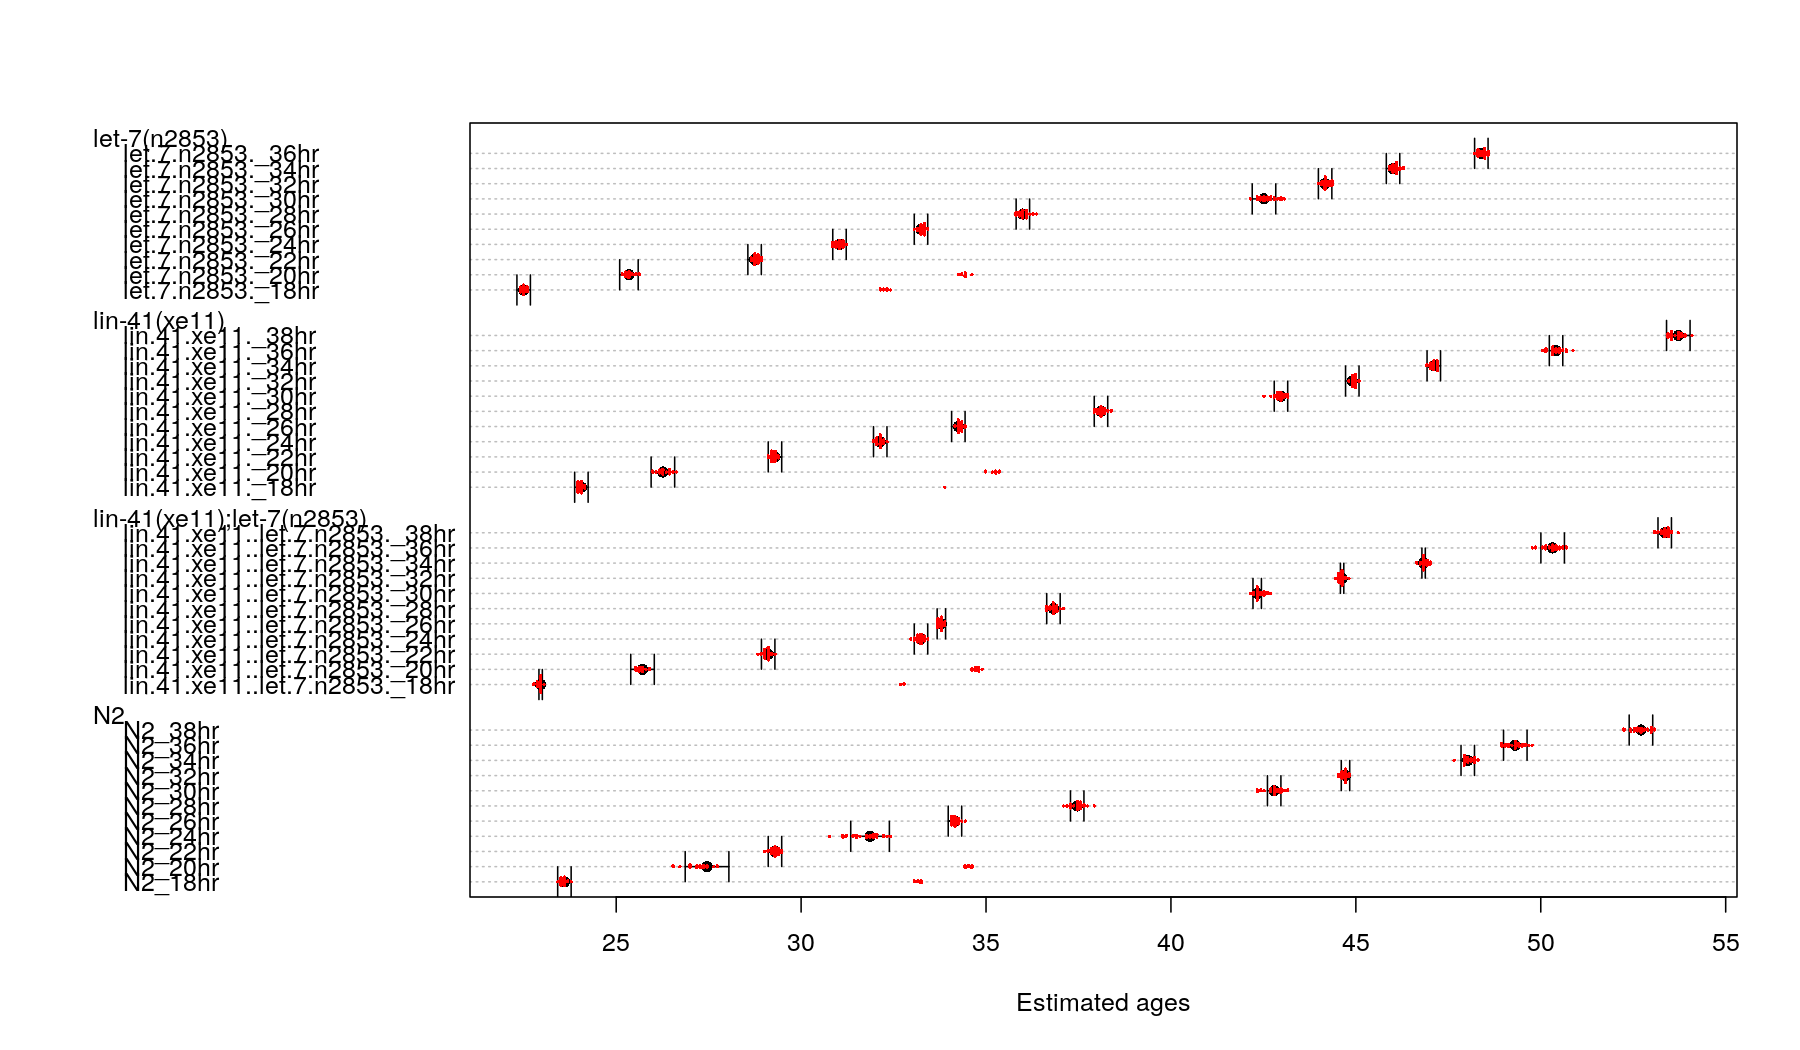 let-7(n2853)
let.7.n2853._36hr
let.7.n2853._34hr
let.7.n2853._32hr
let.7.n2853._30hr
let.7.n2853._28hr
let.7.n2853._26hr
let.7.n2853._24hr
let.7.n2853._22hr
let.7.n2853._20hr
let.7.n2853._18hr
lin-41(xe11)
lin.41.xe11._38hr
lin.41.xe11._36hr
lin.41.xe11._34hr
lin.41.xe11._32hr
lin.41.xe11._30hr
lin.41.xe11._28hr
lin.41.xe11._26hr
lin.41.xe11._24hr
lin.41.xe11._22hr
lin.41.xe11._20hr
lin.41.xe11._18hr
lin-41(xe11);let-7(n2853)
lin.41.xe11..let.7.n2853._38hr
lin.41.xe11..let.7.n2853._36hr
lin.41.xe11..let.7.n2853._34hr
lin.41.xe11..let.7.n2853._32hr
lin.41.xe11..let.7.n2853._30hr
lin.41.xe11..let.7.n2853._28hr
lin.41.xe11..let.7.n2853._26hr
lin.41.xe11..let.7.n2853._24hr
lin.41.xe11..let.7.n2853._22hr
lin.41.xe11..let.7.n2853._20hr
lin.41.xe11..let.7.n2853._18hr
N2
N2_38hr
N2_36hr
N2_34hr
N2_32hr
N2_30hr
N2_28hr
N2_26hr
N2_24hr
N2_22hr
N2_20hr
N2_18hr
25 30 35 40 45 50 55
Estimated ages